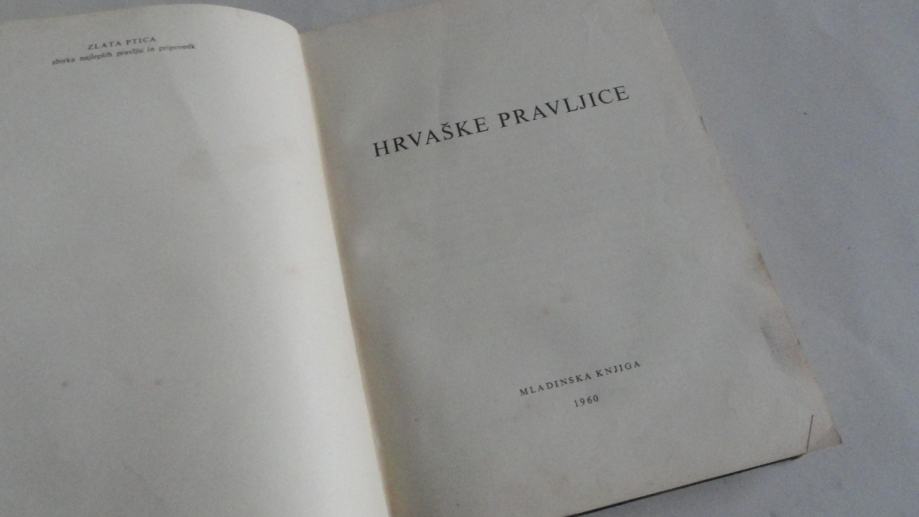 ZLATA PTICA
zbirka najlepših pravljic in pripovedk
HRVAŠKE PRAVLJICE
MLADINSKA KNJIGA
1960